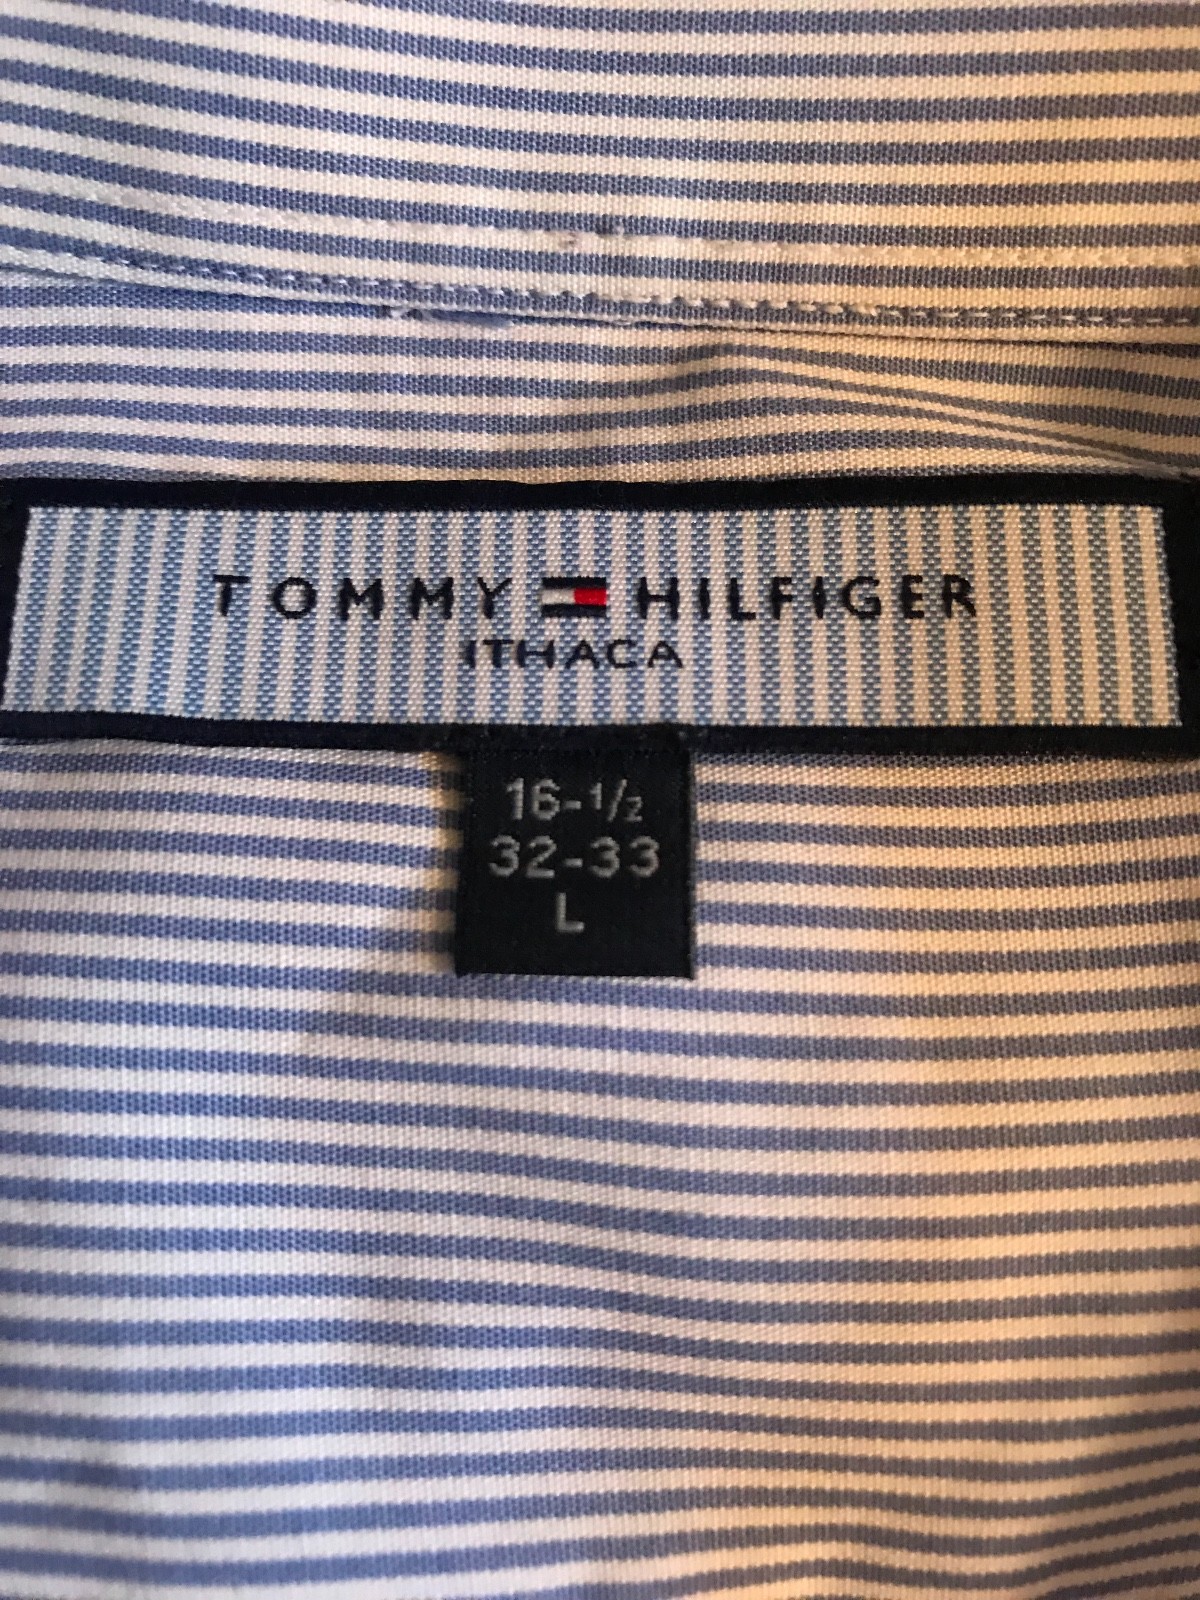 TOMMY HILFIGER
ITHACA
16-1/2
32-33
L